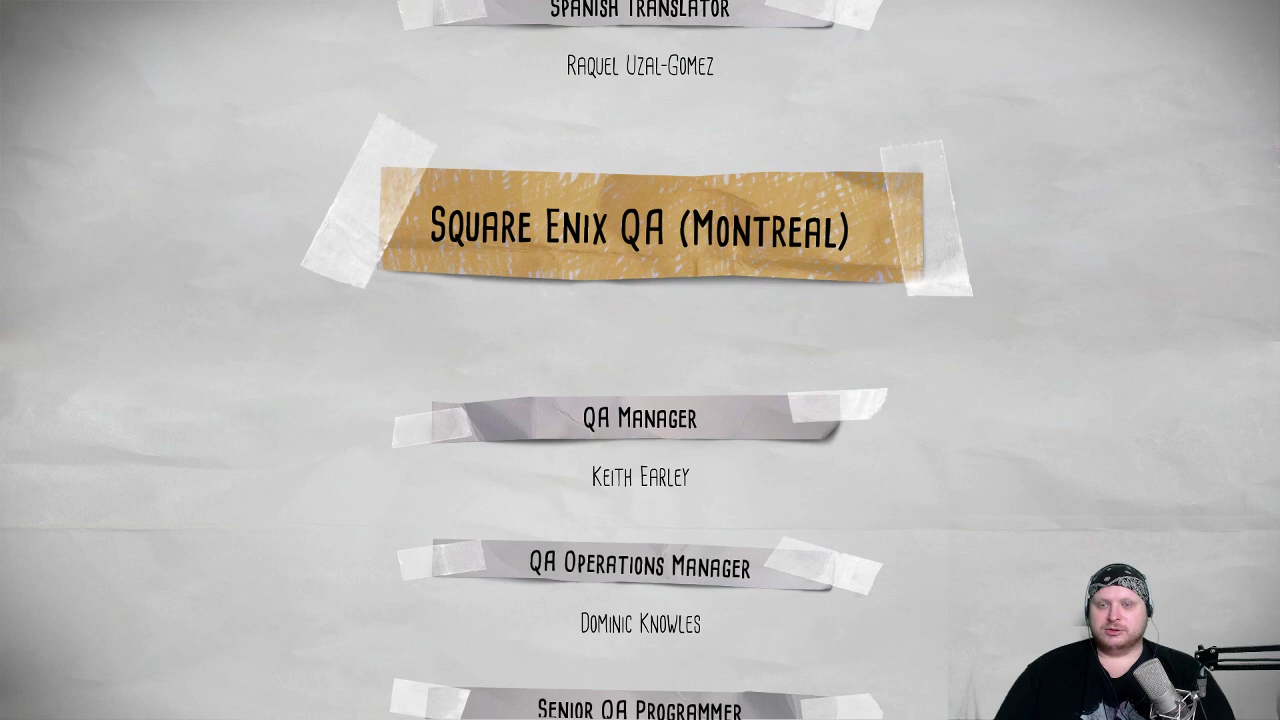 Spanish Translator
Raquel Uzal-Gomez
Square Enix QA (Montreal)
QA Manager
Keith Earley
QA Operations Manager
Dominic Knowles
Senior QA Programmer